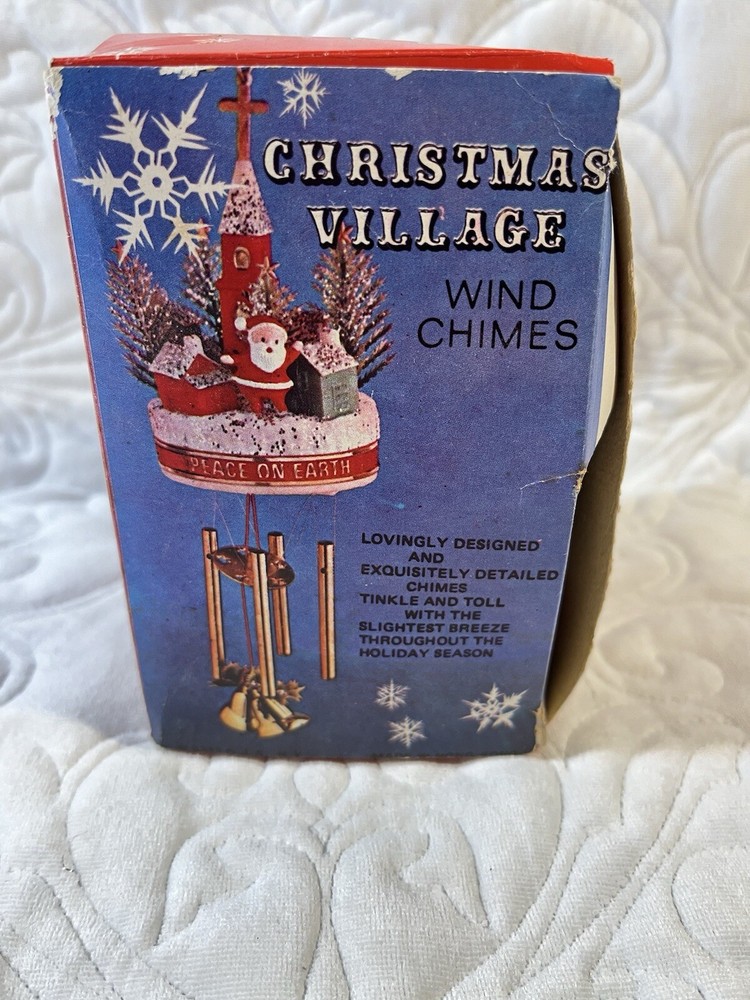 CHRISTMAS
VILLAGE
WIND
CHIMES
PEACE ON EARTH
LOVINGLY DESIGNED
AND
EXQUISITELY DETAILED
CHIMES
TINKLE AND TOLL
WITH THE
SLIGHTEST BREEZE
THROUGHOUT THE
HOLIDAY SEASON